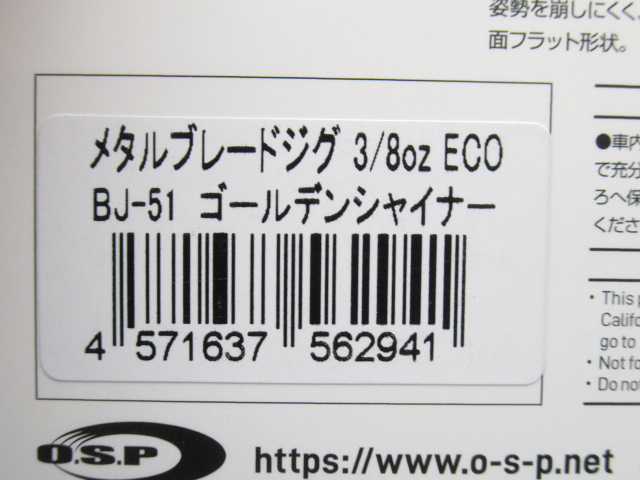 姿勢を崩しにくく、
面フラット形状。
メタルブレードジグ 3/8oz ECO
BJ-51 ゴールデンシャイナー
4 571637 562941
●車内
で充分
ろへ保
くださ
・This p
Califo
go to
・Not fo
・Do not
O.S.P
https://www.o-s-p.net